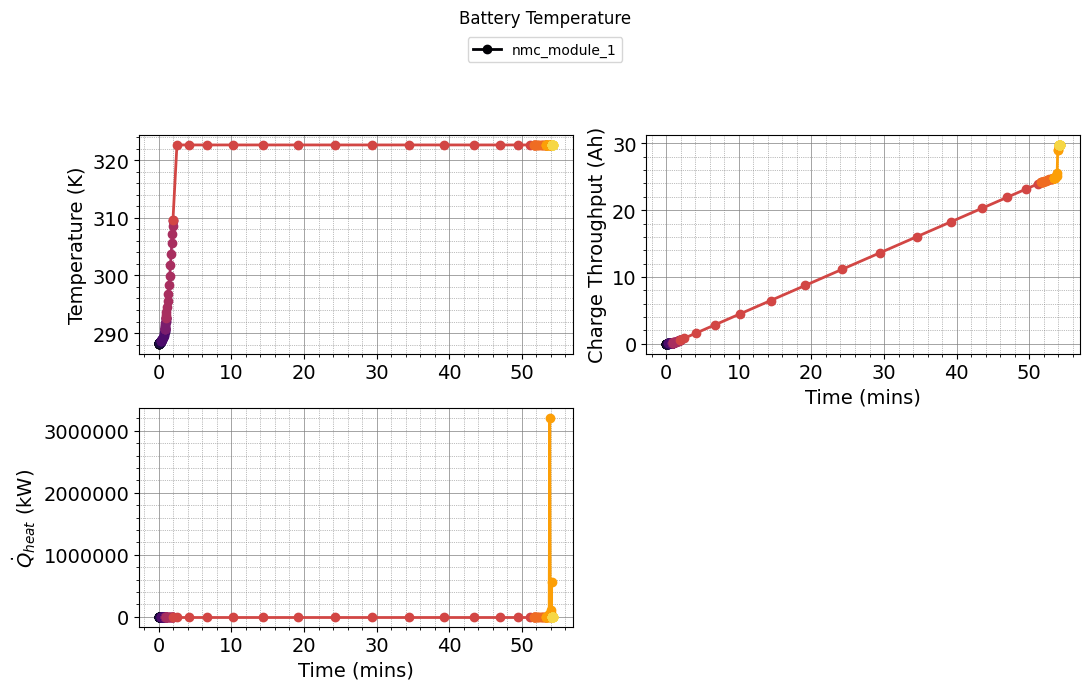 Battery Temperature
nmc_module_1
Temperature (K)
320
310
300
290
0 10 20 30 40 50
Charge Throughput (Ah)
30
20
10
0
0 10 20 30 40 50
Time (mins)
Q̇heat (kW)
3000000
2000000
1000000
0
0 10 20 30 40 50
Time (mins)